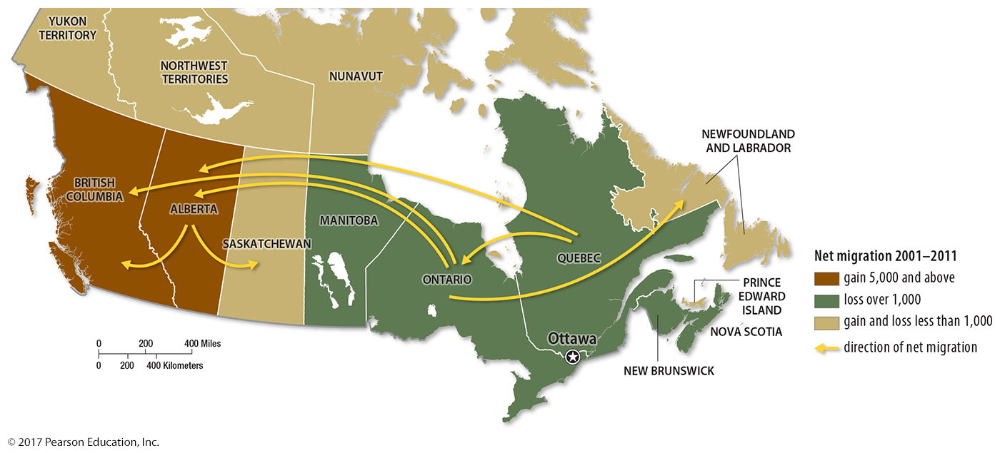 YUKON
TERRITORY
NORTHWEST
TERRITORIES
NUNAVUT
NEWFOUNDLAND
AND LABRADOR
BRITISH
COLUMBIA
ALBERTA
MANITOBA
SASKATCHEWAN
ONTARIO
QUEBEC
PRINCE
EDWARD
ISLAND
NOVA SCOTIA
Ottawa
NEW BRUNSWICK
Net migration 2001–2011
gain 5,000 and above
loss over 1,000
gain and loss less than 1,000
direction of net migration
0 200 400 Miles
0 200 400 Kilometers
© 2017 Pearson Education, Inc.